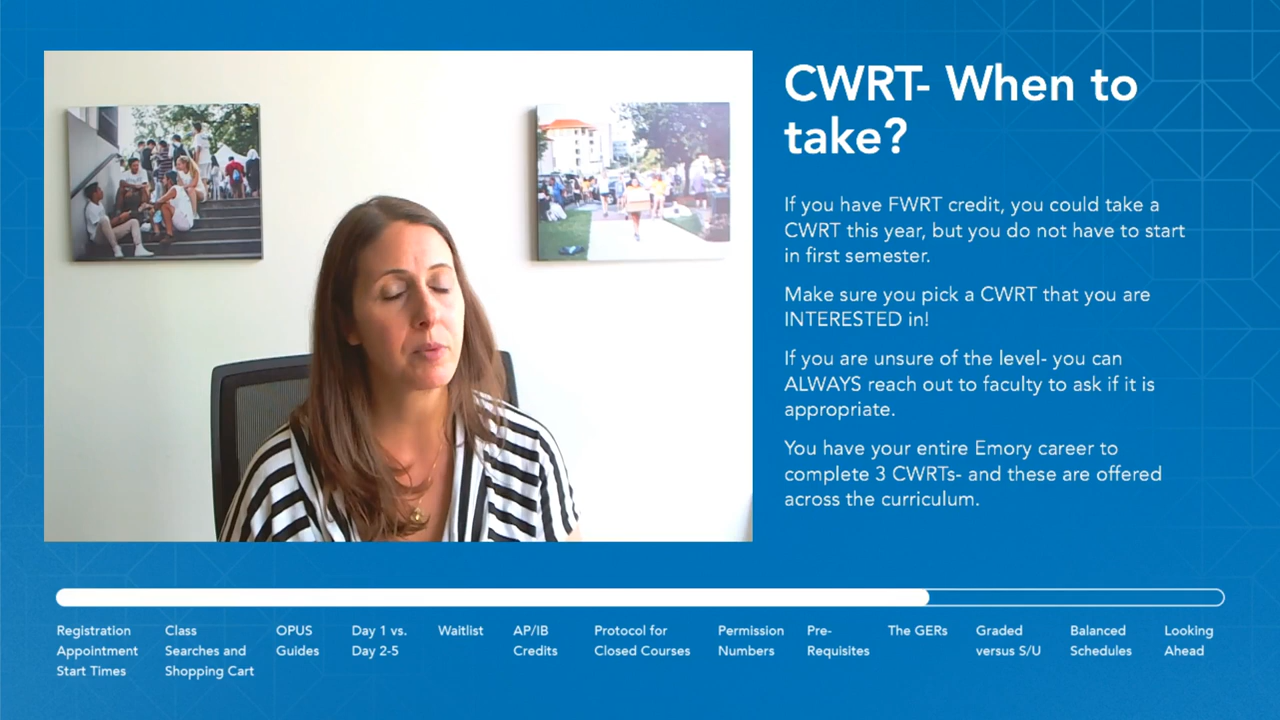 CWRT- When to
take?
If you have FWRT credit, you could take a
CWRT this year, but you do not have to start
in first semester.
Make sure you pick a CWRT that you are
INTERESTED in!
If you are unsure of the level- you can
ALWAYS reach out to faculty to ask if it is
appropriate.
You have your entire Emory career to
complete 3 CWRTs- and these are offered
across the curriculum.
Registration
Appointment
Start Times
Class
Searches and
Shopping Cart
OPUS
Guides
Day 1 vs.
Day 2-5
Waitlist
AP/IB
Credits
Protocol for
Closed Courses
Permission
Numbers
Pre-
Requisites
The GERs
Graded
versus S/U
Balanced
Schedules
Looking
Ahead